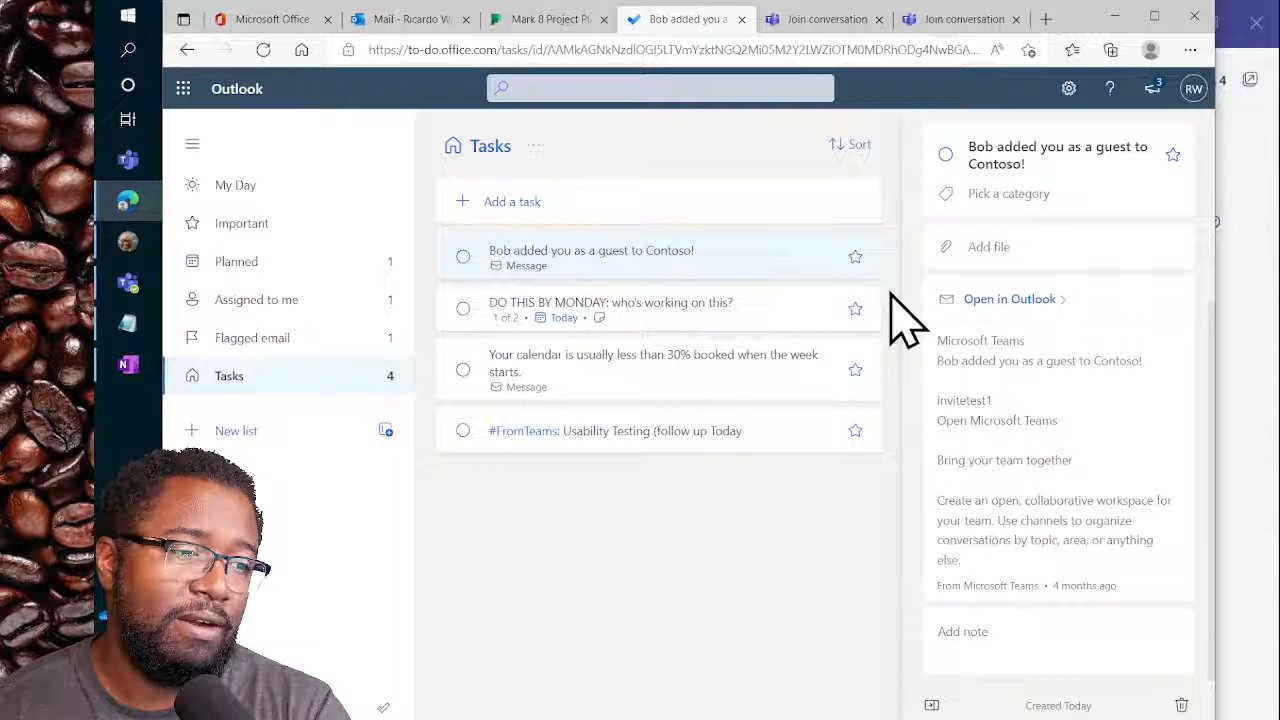 Microsoft Office
Mail - Ricardo W
Mark 8 Project Pl
Bob added you a
Join conversation
Join conversation
https://to-do.office.com/tasks/id/AAMkAGNkNzdlOGI5LTVmYzktNGQ2Mi05M2Y2LWZiOTM0MDRhODg4NwBGA...
4
Outlook
3
RW
My Day
Important
Planned 1
Assigned to me 1
Flagged email 1
Tasks 4
New list
Tasks
Sort
Add a task
Bob added you as a guest to Contoso!
Message
DO THIS BY MONDAY: who's working on this?
1 of 2 • Today •
Your calendar is usually less than 30% booked when the week
starts.
Message
#FromTeams: Usability Testing (follow up Today
Bob added you as a guest to
Contoso!
Pick a category
Add file
Open in Outlook
Microsoft Teams
Bob added you as a guest to Contoso!
invitetest1
Open Microsoft Teams
Bring your team together
Create an open, collaborative workspace for
your team. Use channels to organize
conversations by topic, area, or anything
else.
From Microsoft Teams • 4 months ago
Add note
Created Today